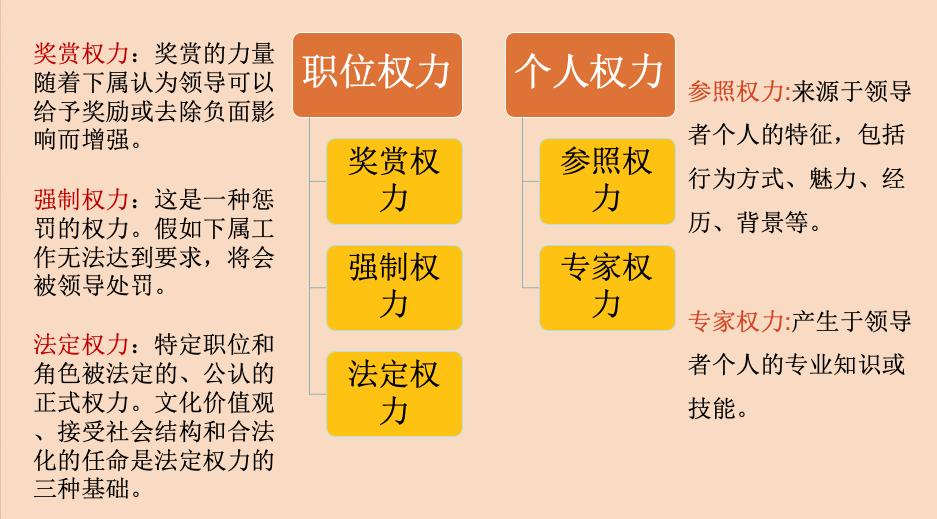 奖赏权力：奖赏的力量
随着下属认为领导可以
给予奖励或去除负面影
响而增强。
强制权力：这是一种惩
罚的权力。假如下属工
作无法达到要求，将会
被领导处罚。
法定权力：特定职位和
角色被法定的、公认的
正式权力。文化价值观
、接受社会结构和合法
化的任命是法定权力的
三种基础。
职位权力
奖赏权
力
强制权
力
法定权
力
个人权力
参照权
力
专家权
力
参照权力:来源于领导
者个人的特征，包括
行为方式、魅力、经
历、背景等。
专家权力:产生于领导
者个人的专业知识或
技能。